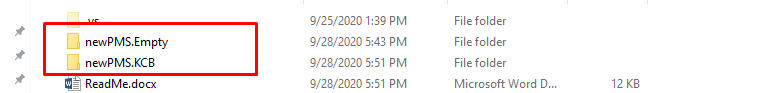 .vs 9/25/2020 1:39 PM File folder
newPMS.Empty 9/28/2020 5:43 PM File folder
newPMS.KCB 9/28/2020 5:51 PM File folder
ReadMe.docx 9/28/2020 5:51 PM Microsoft Word D... 12 KB